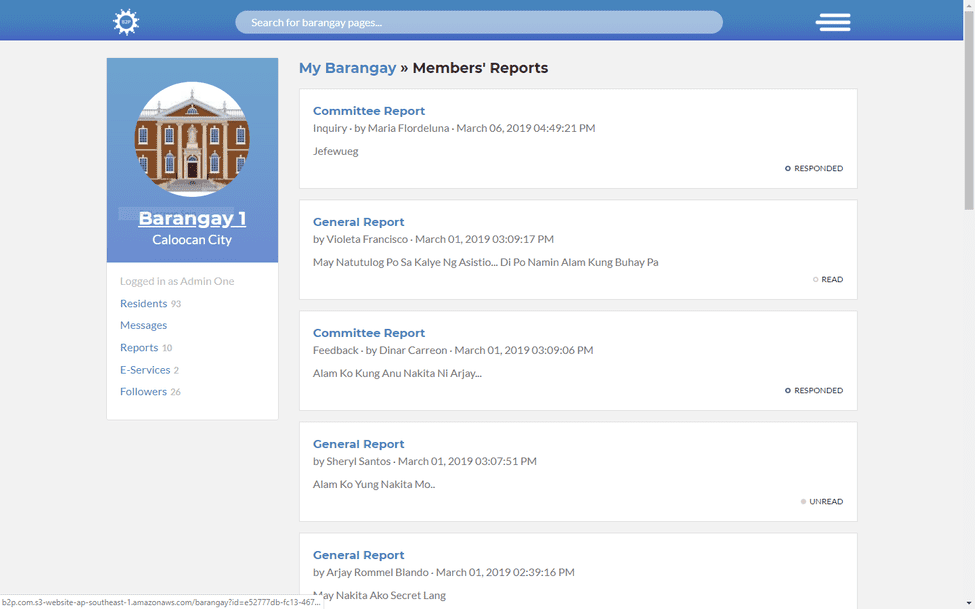 B2P
Search for barangay pages...
Barangay 1
Caloocan City
Logged in as Admin One
Residents 93
Messages
Reports 10
E-Services 2
Followers 26
My Barangay » Members' Reports
Committee Report
Inquiry · by Maria Flordeluna · March 06, 2019 04:49:21 PM
Jefewueg
RESPONDED
General Report
by Violeta Francisco · March 01, 2019 03:09:17 PM
May Natutulog Po Sa Kalye Ng Asistio... Di Po Namin Alam Kung Buhay Pa
READ
Committee Report
Feedback · by Dinar Carreon · March 01, 2019 03:09:06 PM
Alam Ko Kung Anu Nakita Ni Arjay...
RESPONDED
General Report
by Sheryl Santos · March 01, 2019 03:07:51 PM
Alam Ko Yung Nakita Mo..
UNREAD
General Report
by Arjay Rommel Blando · March 01, 2019 02:39:16 PM
May Nakita Ako Secret Lang
b2p.com.s3-website-ap-southeast-1.amazonaws.com/barangay?id=e52777db-fc13-467...